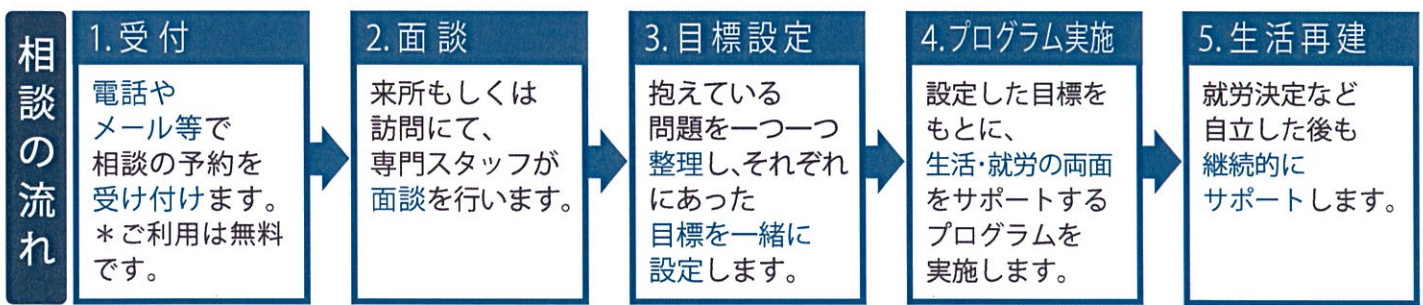 相談の流れ
1.受付
電話や
メール等で
相談の予約を
受け付けます。
＊ご利用は無料
です。
2.面談
来所もしくは
訪問にて、
専門スタッフが
面談を行います。
3.目標設定
抱えている
問題を一つ一つ
整理し、それぞれ
にあった
目標を一緒に
設定します。
4.プログラム実施
設定した目標を
もとに、
生活・就労の両面
をサポートする
プログラムを
実施します。
5.生活再建
就労決定など
自立した後も
継続的に
サポートします。